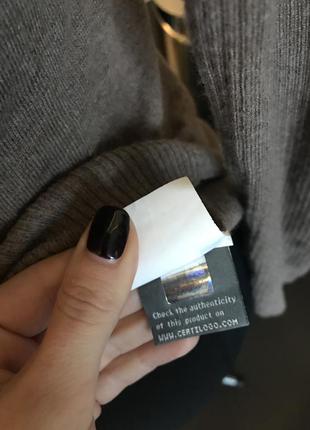 Check the authenticity
of this product on
WWW.CERTILOGO.COM